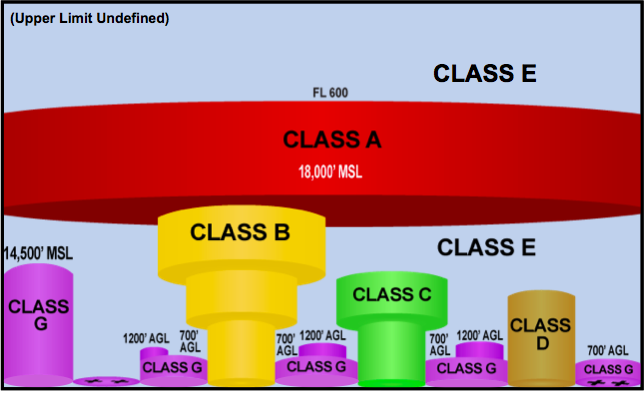 (Upper Limit Undefined)
CLASS E
FL 600
CLASS A
18,000' MSL
CLASS B
CLASS E
14,500' MSL
CLASS
G
CLASS C
CLASS
D
1200' AGL
700'
AGL
CLASS G
700'
AGL
1200' AGL
CLASS G
700'
AGL
1200' AGL
CLASS G
700' AGL
CLASS G